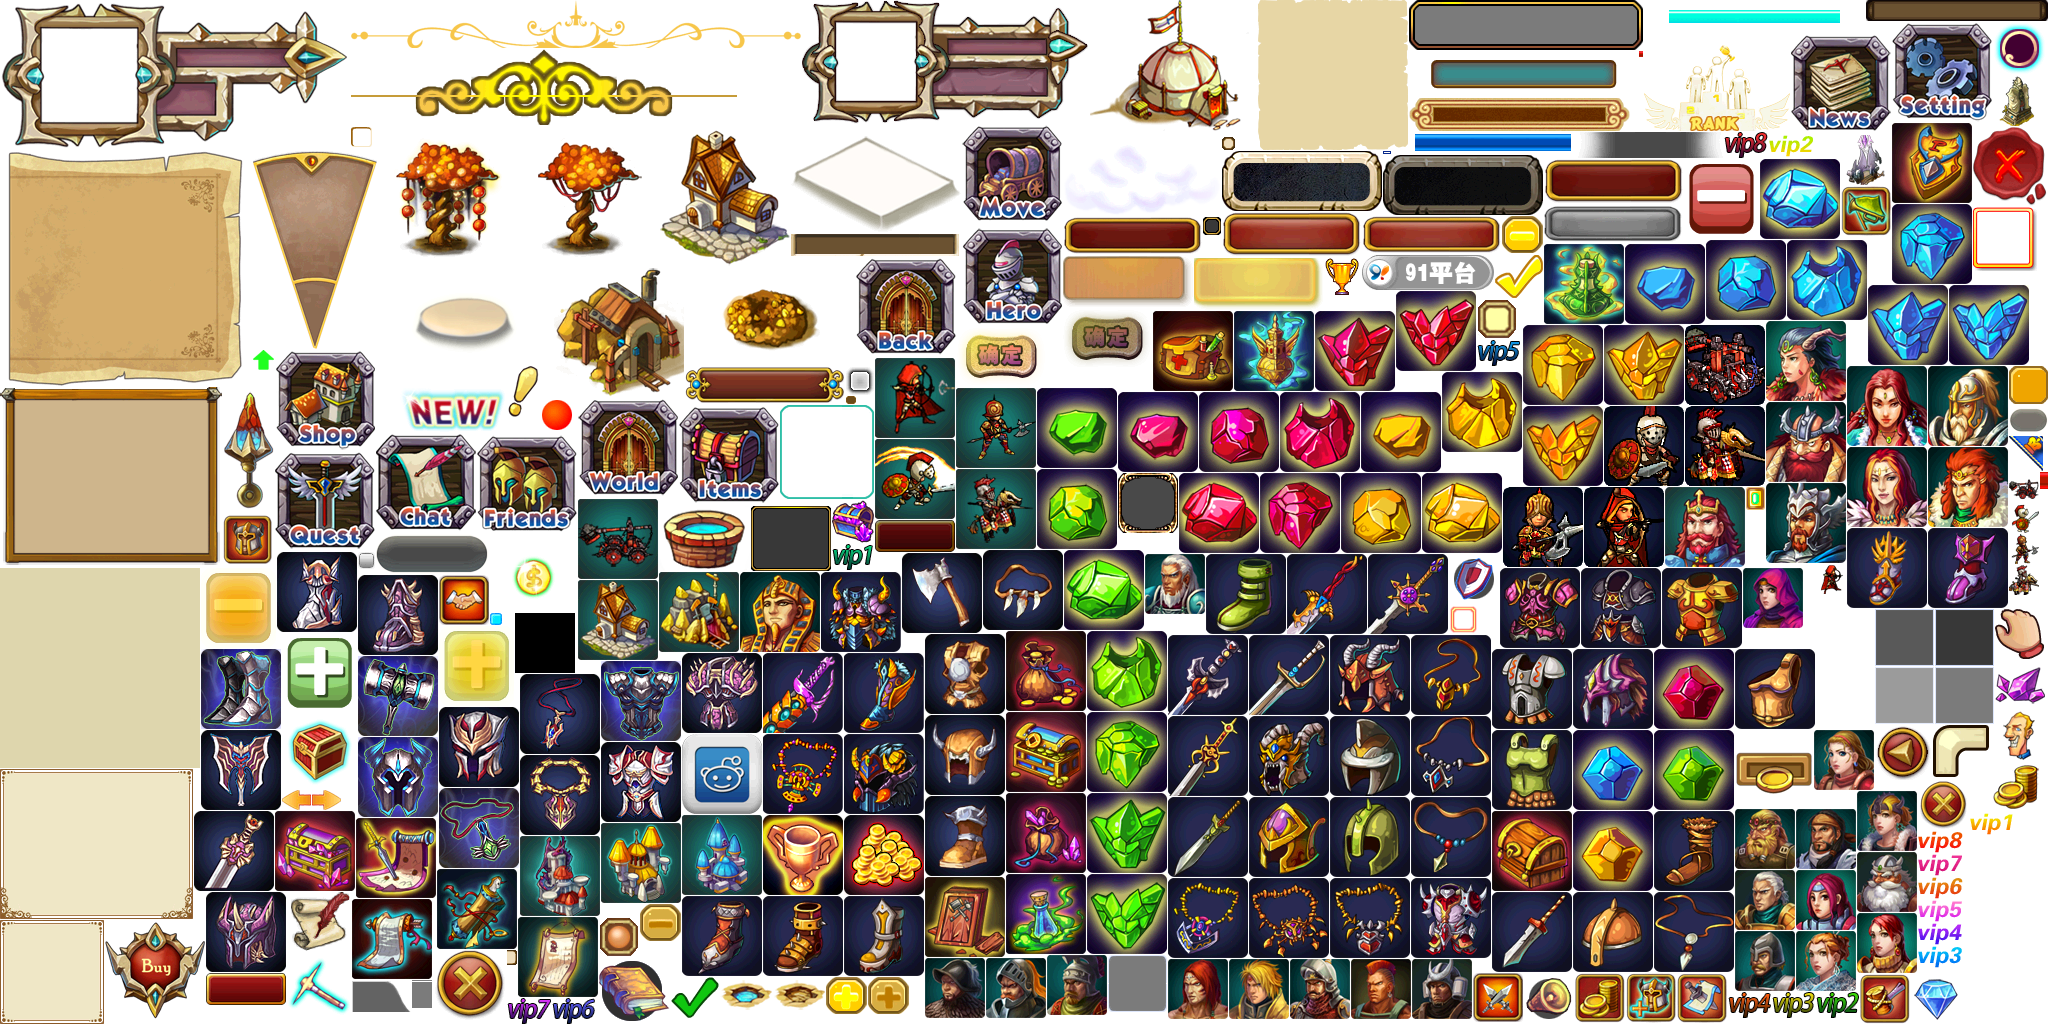 RANK
News
Setting
vip8
vip2
Move
91平台
Hero
Back
确定
确定
vip5
NEW!
Shop
World
Items
Chat
Friends
Quest
vip1
vip1
vip8
vip7
vip6
vip5
vip4
vip3
Buy
vip7
vip6
vip4
vip3
vip2